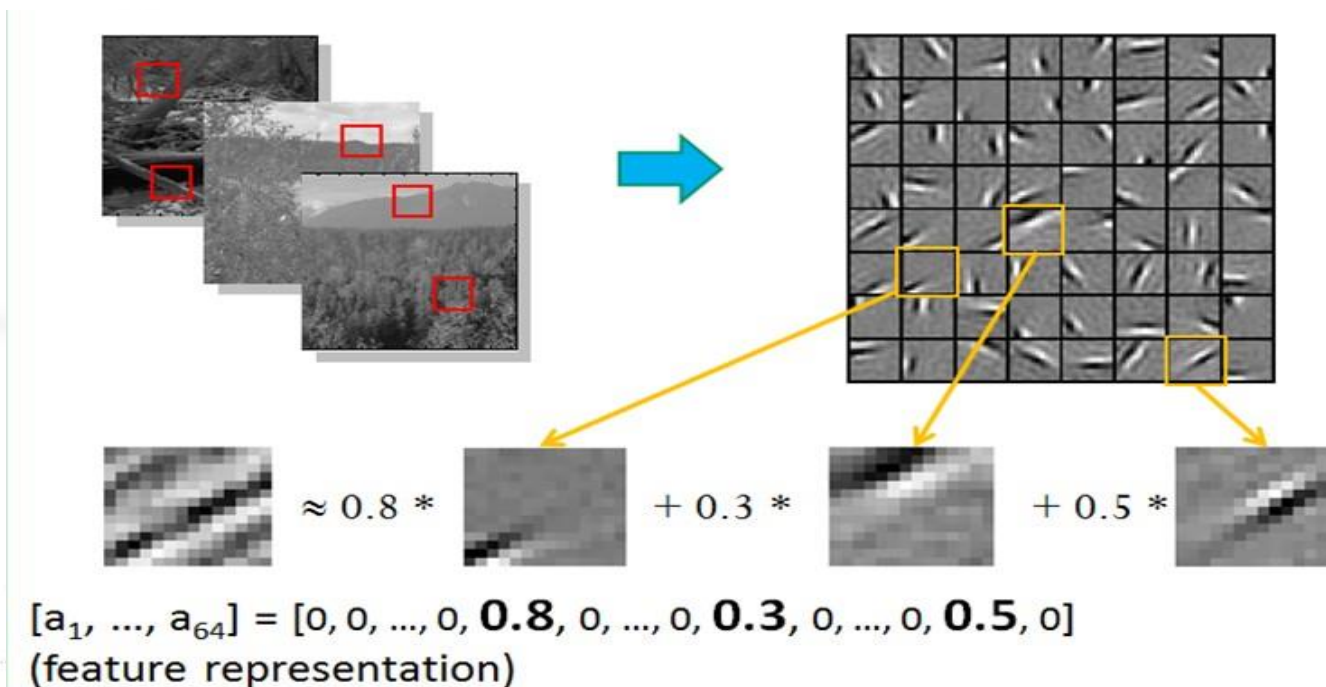 ≈ 0.8 * + 0.3 * + 0.5 *
[a₁, ..., a₆₄] = [0, 0, ..., 0, 0.8, 0, ..., 0, 0.3, 0, ..., 0, 0.5, 0]
(feature representation)